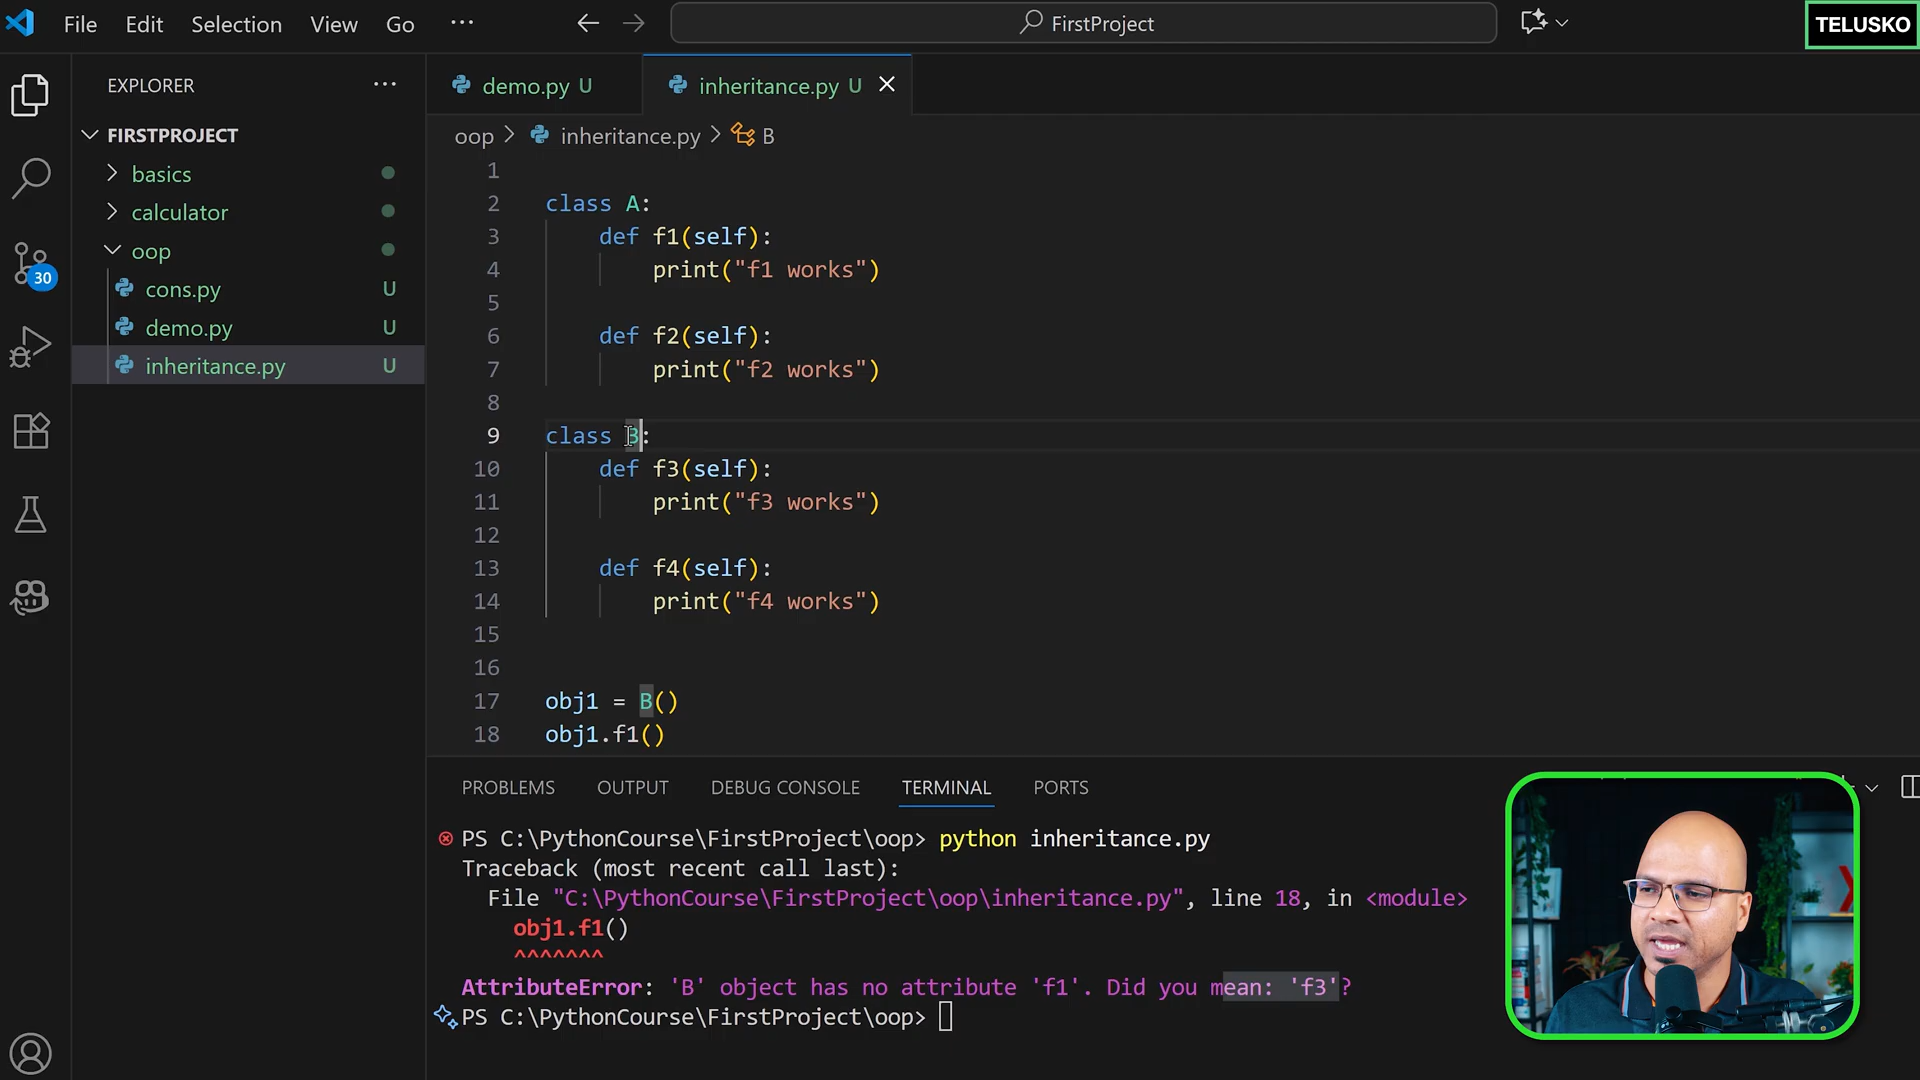 File Edit Selection View Go ···
FirstProject
TELUSKO
EXPLORER ···
FIRSTPROJECT
basics
calculator
oop
cons.py U
demo.py U
inheritance.py U
30
demo.py U
inheritance.py U
oop > inheritance.py > B
1
2 class A:
3 def f1(self):
4 print("f1 works")
5
6 def f2(self):
7 print("f2 works")
8
9 class B:
10 def f3(self):
11 print("f3 works")
12
13 def f4(self):
14 print("f4 works")
15
16
17 obj1 = B()
18 obj1.f1()
PROBLEMS OUTPUT DEBUG CONSOLE TERMINAL PORTS
PS C:\PythonCourse\FirstProject\oop> python inheritance.py
Traceback (most recent call last):
File "C:\PythonCourse\FirstProject\oop\inheritance.py", line 18, in <module>
obj1.f1()
^^^^^^^
AttributeError: 'B' object has no attribute 'f1'. Did you mean: 'f3'?
PS C:\PythonCourse\FirstProject\oop>